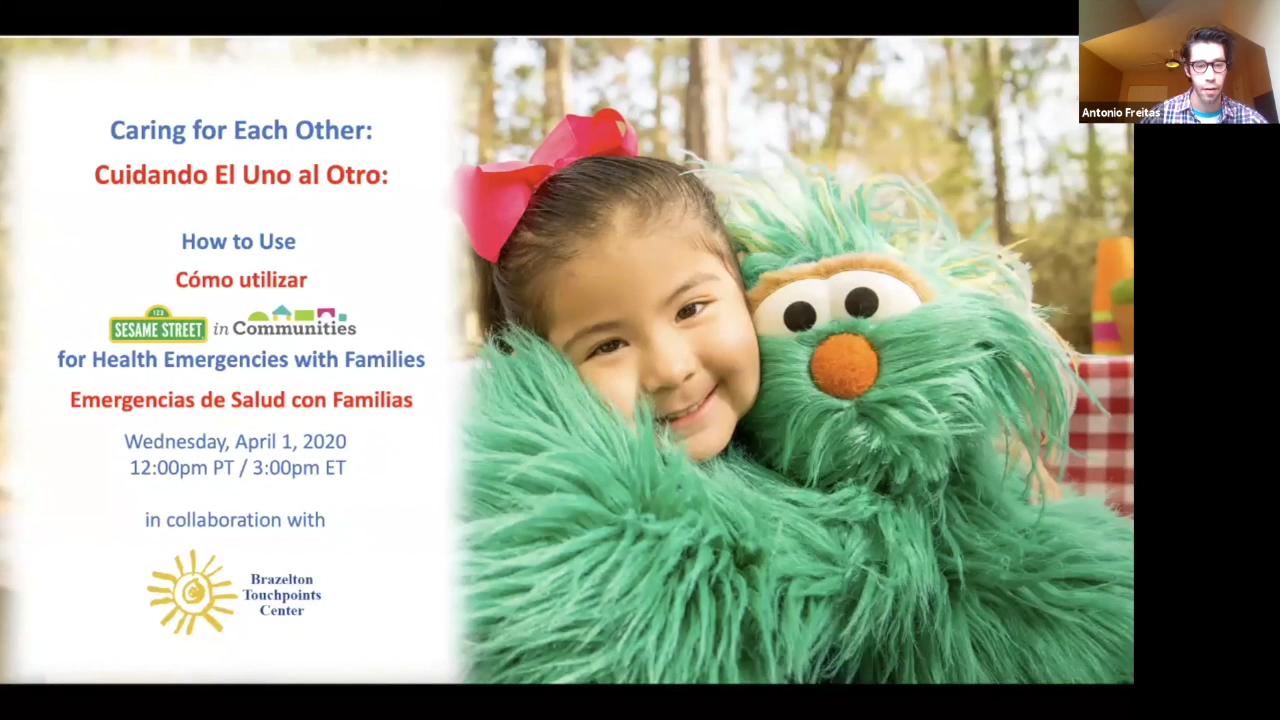 Caring for Each Other:
Cuidando El Uno al Otro:
How to Use
Cómo utilizar
123
SESAME STREET in Communities
for Health Emergencies with Families
Emergencias de Salud con Familias
Wednesday, April 1, 2020
12:00pm PT / 3:00pm ET
in collaboration with
Brazelton
Touchpoints
Center
Antonio Freitas